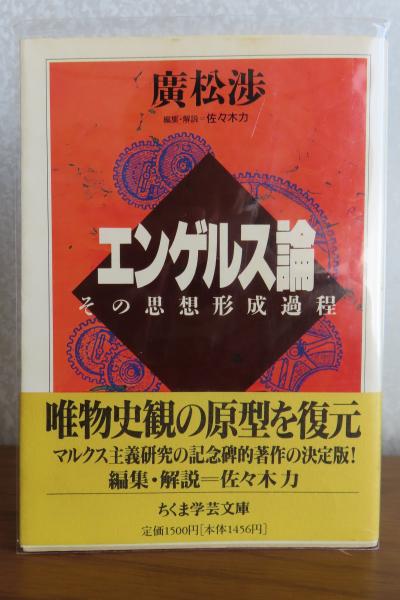 廣松渉
編集・解説=佐々木力
エンゲルス論
その思想形成過程
唯物史観の原型を復元
マルクス主義研究の記念碑的著作の決定版!
編集・解説=佐々木力
ちくま学芸文庫
定価1500円[本体1456円]